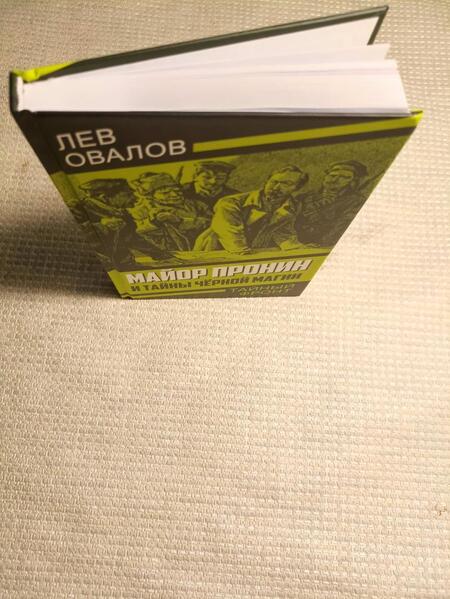 ЛЕВ
ОВАЛОВ
МАЙОР ПРОНИН
И ТАЙНЫ ЧЁРНОЙ МАГИИ
ТАЙНЫЙ
ФРОНТ